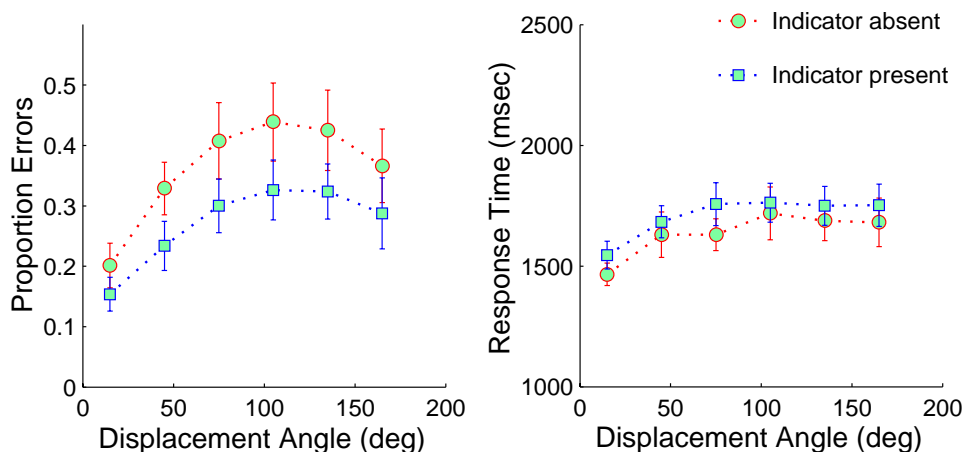 Proportion Errors
0.5
0.4
0.3
0.2
0.1
0
0 50 100 150 200
Displacement Angle (deg)
Response Time (msec)
2500
2000
1500
1000
0 50 100 150 200
Displacement Angle (deg)
Indicator absent
Indicator present